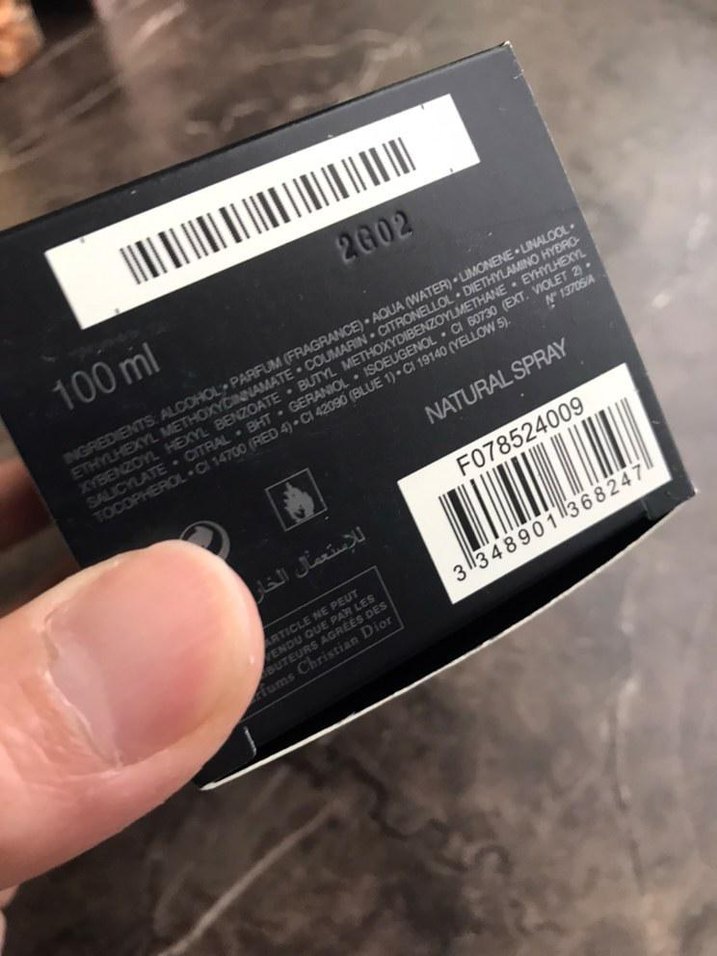 2G02
100 ml
INGREDIENTS: ALCOHOL • PARFUM (FRAGRANCE) • AQUA (WATER) • LIMONENE • LINALOOL •
ETHYLHEXYL METHOXYCINNAMATE • COUMARIN • CITRONELLOL • DIETHYLAMINO HYDRO-
XYBENZOYL HEXYL BENZOATE • BUTYL METHOXYDIBENZOYLMETHANE • EYHYLHEXYL
SALICYLATE • CITRAL • BHT • GERANIOL • ISOEUGENOL • CI 60730 (EXT. VIOLET 2) •
TOCOPHEROL • CI 14700 (RED 4) • CI 42090 (BLUE 1) • CI 19140 (YELLOW 5). N° 13705/A
NATURAL SPRAY
F078524009
3 348901 368247
للإستعمال
ARTICLE NE PEUT
VENDU QUE PAR LES
BUTEURS AGRÉÉS DES
fums Christian Dior